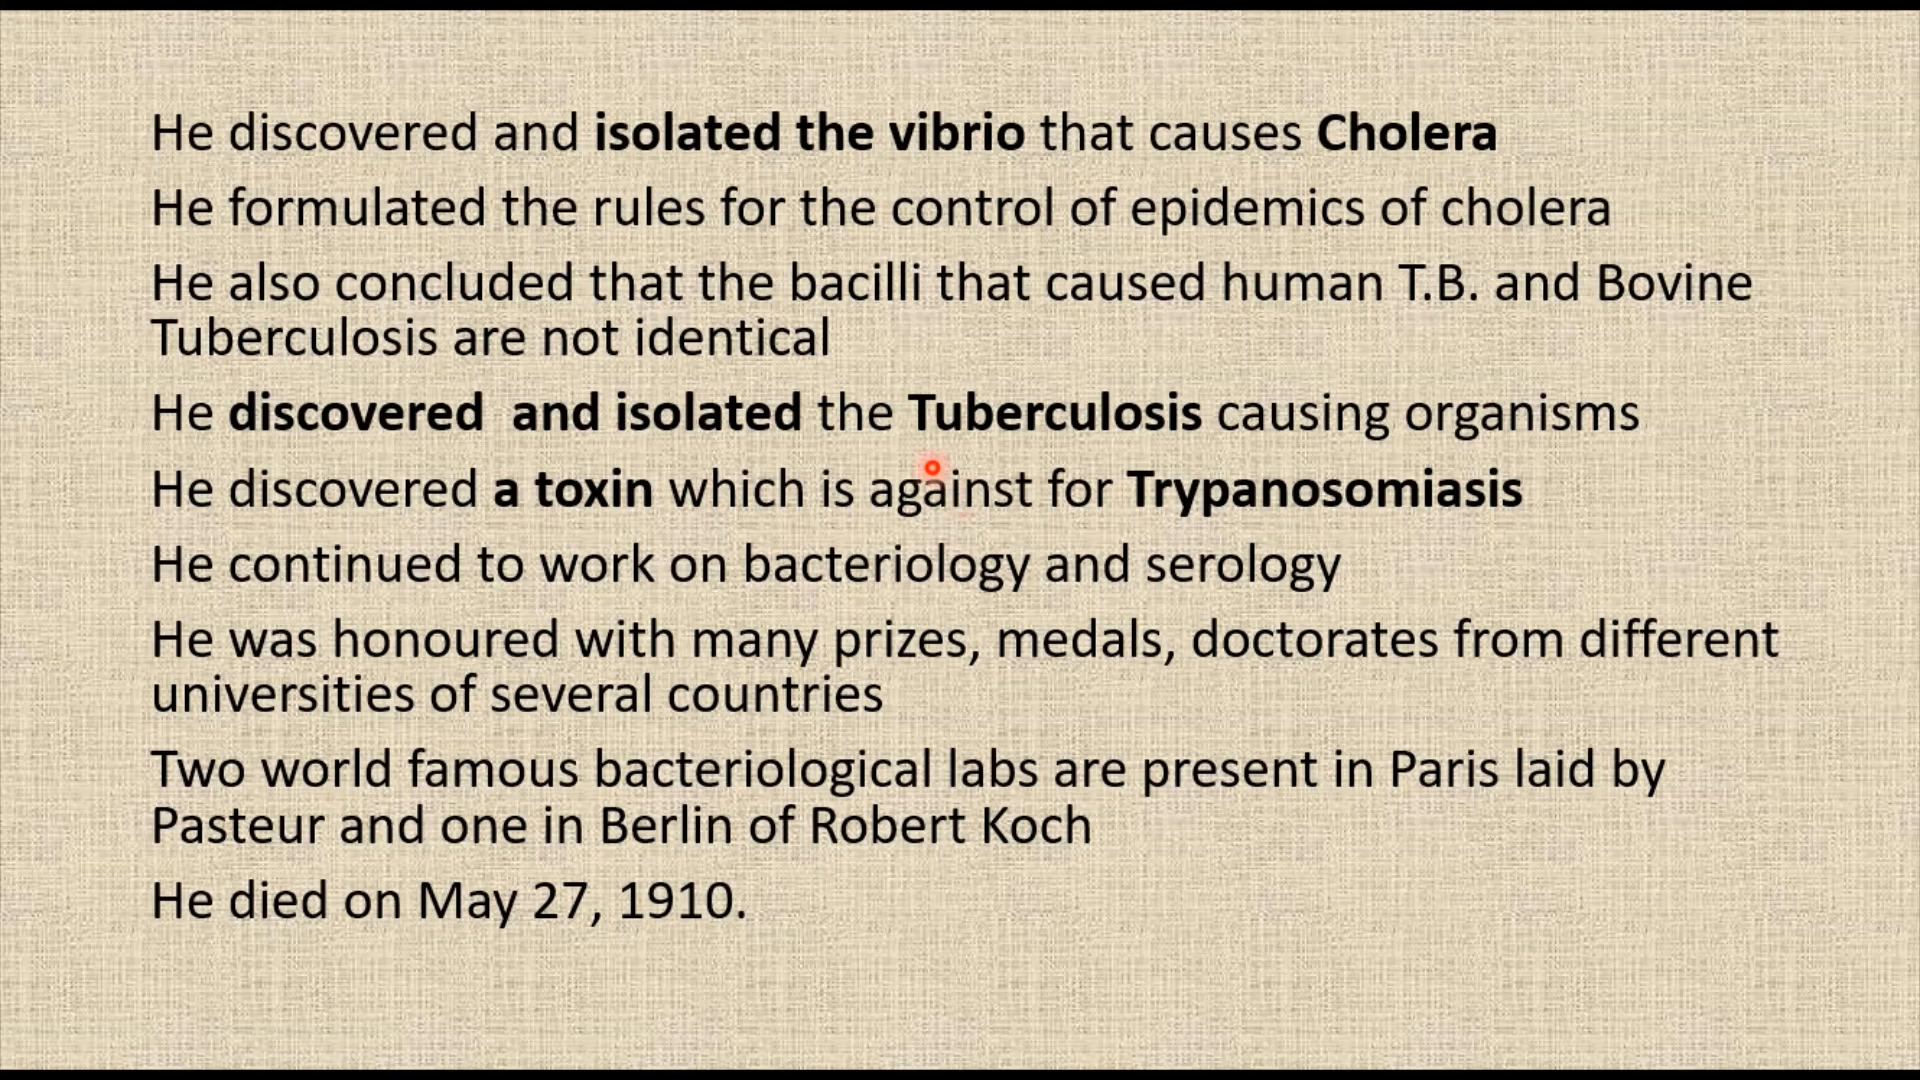 He discovered and isolated the vibrio that causes Cholera
He formulated the rules for the control of epidemics of cholera
He also concluded that the bacilli that caused human T.B. and Bovine
Tuberculosis are not identical
He discovered  and isolated the Tuberculosis causing organisms
He discovered a toxin which is against for Trypanosomiasis
He continued to work on bacteriology and serology
He was honoured with many prizes, medals, doctorates from different
universities of several countries
Two world famous bacteriological labs are present in Paris laid by
Pasteur and one in Berlin of Robert Koch
He died on May 27, 1910.